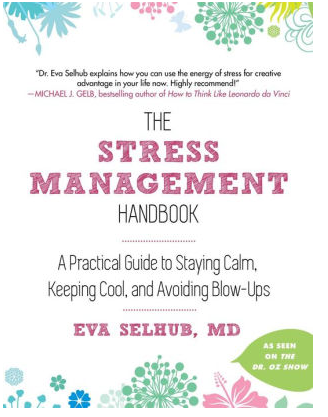 "Dr. Eva Selhub explains how you can use the energy of stress for creative
advantage in your life now. Highly recommended!"
—MICHAEL J. GELB, bestselling author of How to Think Like Leonardo da Vinci
THE
STRESS
MANAGEMENT
HANDBOOK
A Practical Guide to Staying Calm,
Keeping Cool, and Avoiding Blow-Ups
EVA SELHUB, MD
AS SEEN
ON THE
DR. OZ SHOW